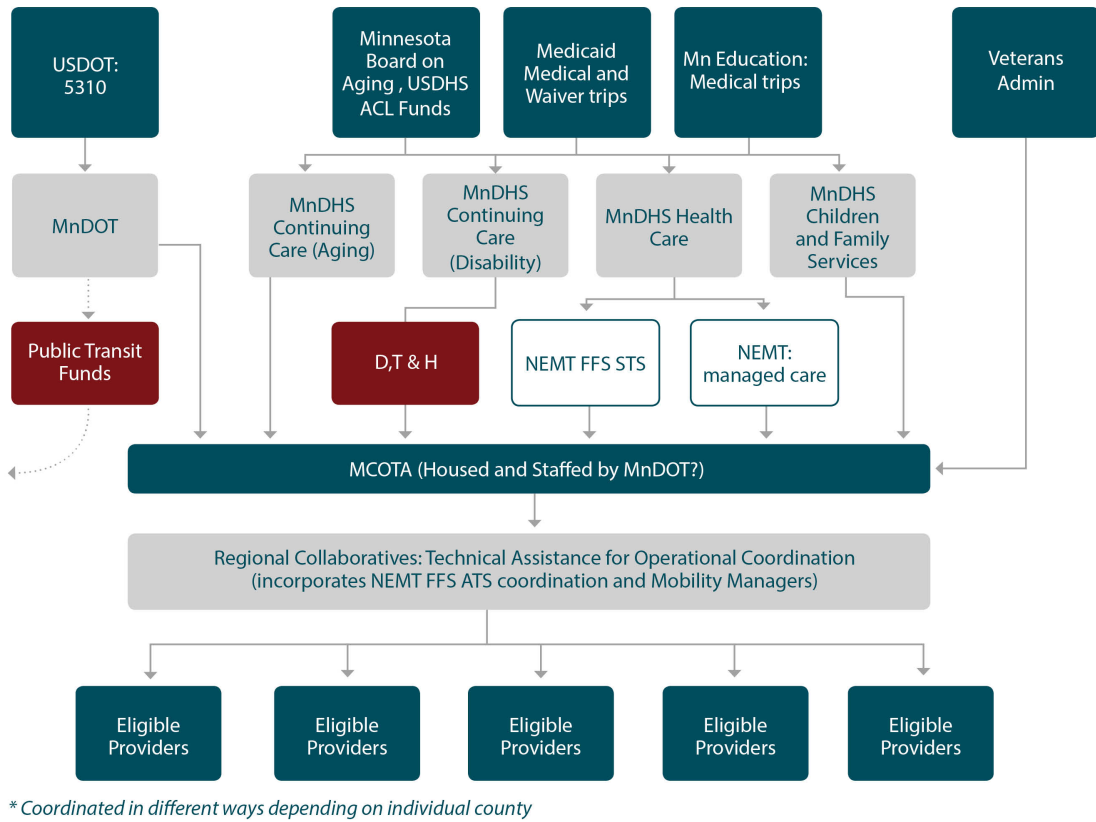 USDOT:
5310
Minnesota
Board on
Aging , USDHS
ACL Funds
Medicaid
Medical and
Waiver trips
Mn Education:
Medical trips
Veterans
Admin
MnDOT
MnDHS
Continuing
Care (Aging)
MnDHS
Continuing
Care
(Disability)
MnDHS Health
Care
MnDHS
Children
and Family
Services
Public Transit
Funds
D,T & H
NEMT FFS STS
NEMT:
managed care
MCOTA (Housed and Staffed by MnDOT?)
Regional Collaboratives: Technical Assistance for Operational Coordination
(incorporates NEMT FFS ATS coordination and Mobility Managers)
Eligible
Providers
Eligible
Providers
Eligible
Providers
Eligible
Providers
Eligible
Providers
* Coordinated in different ways depending on individual county